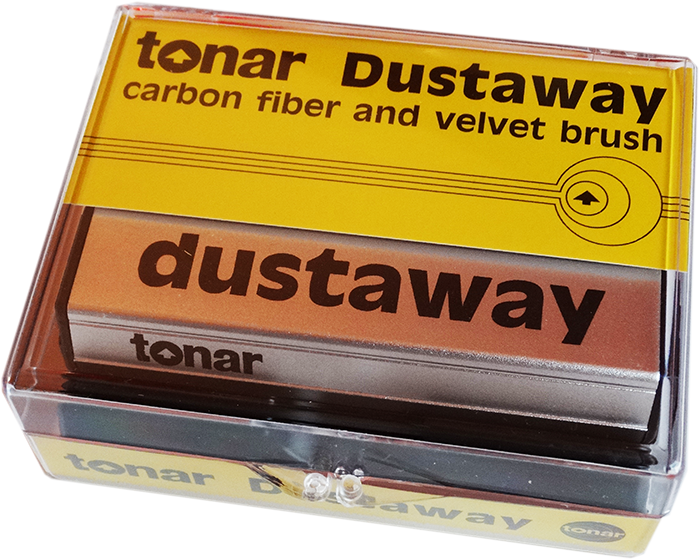 tonar Dustaway
carbon fiber and velvet brush
dustaway
tonar
tonar Dustaway
tonar